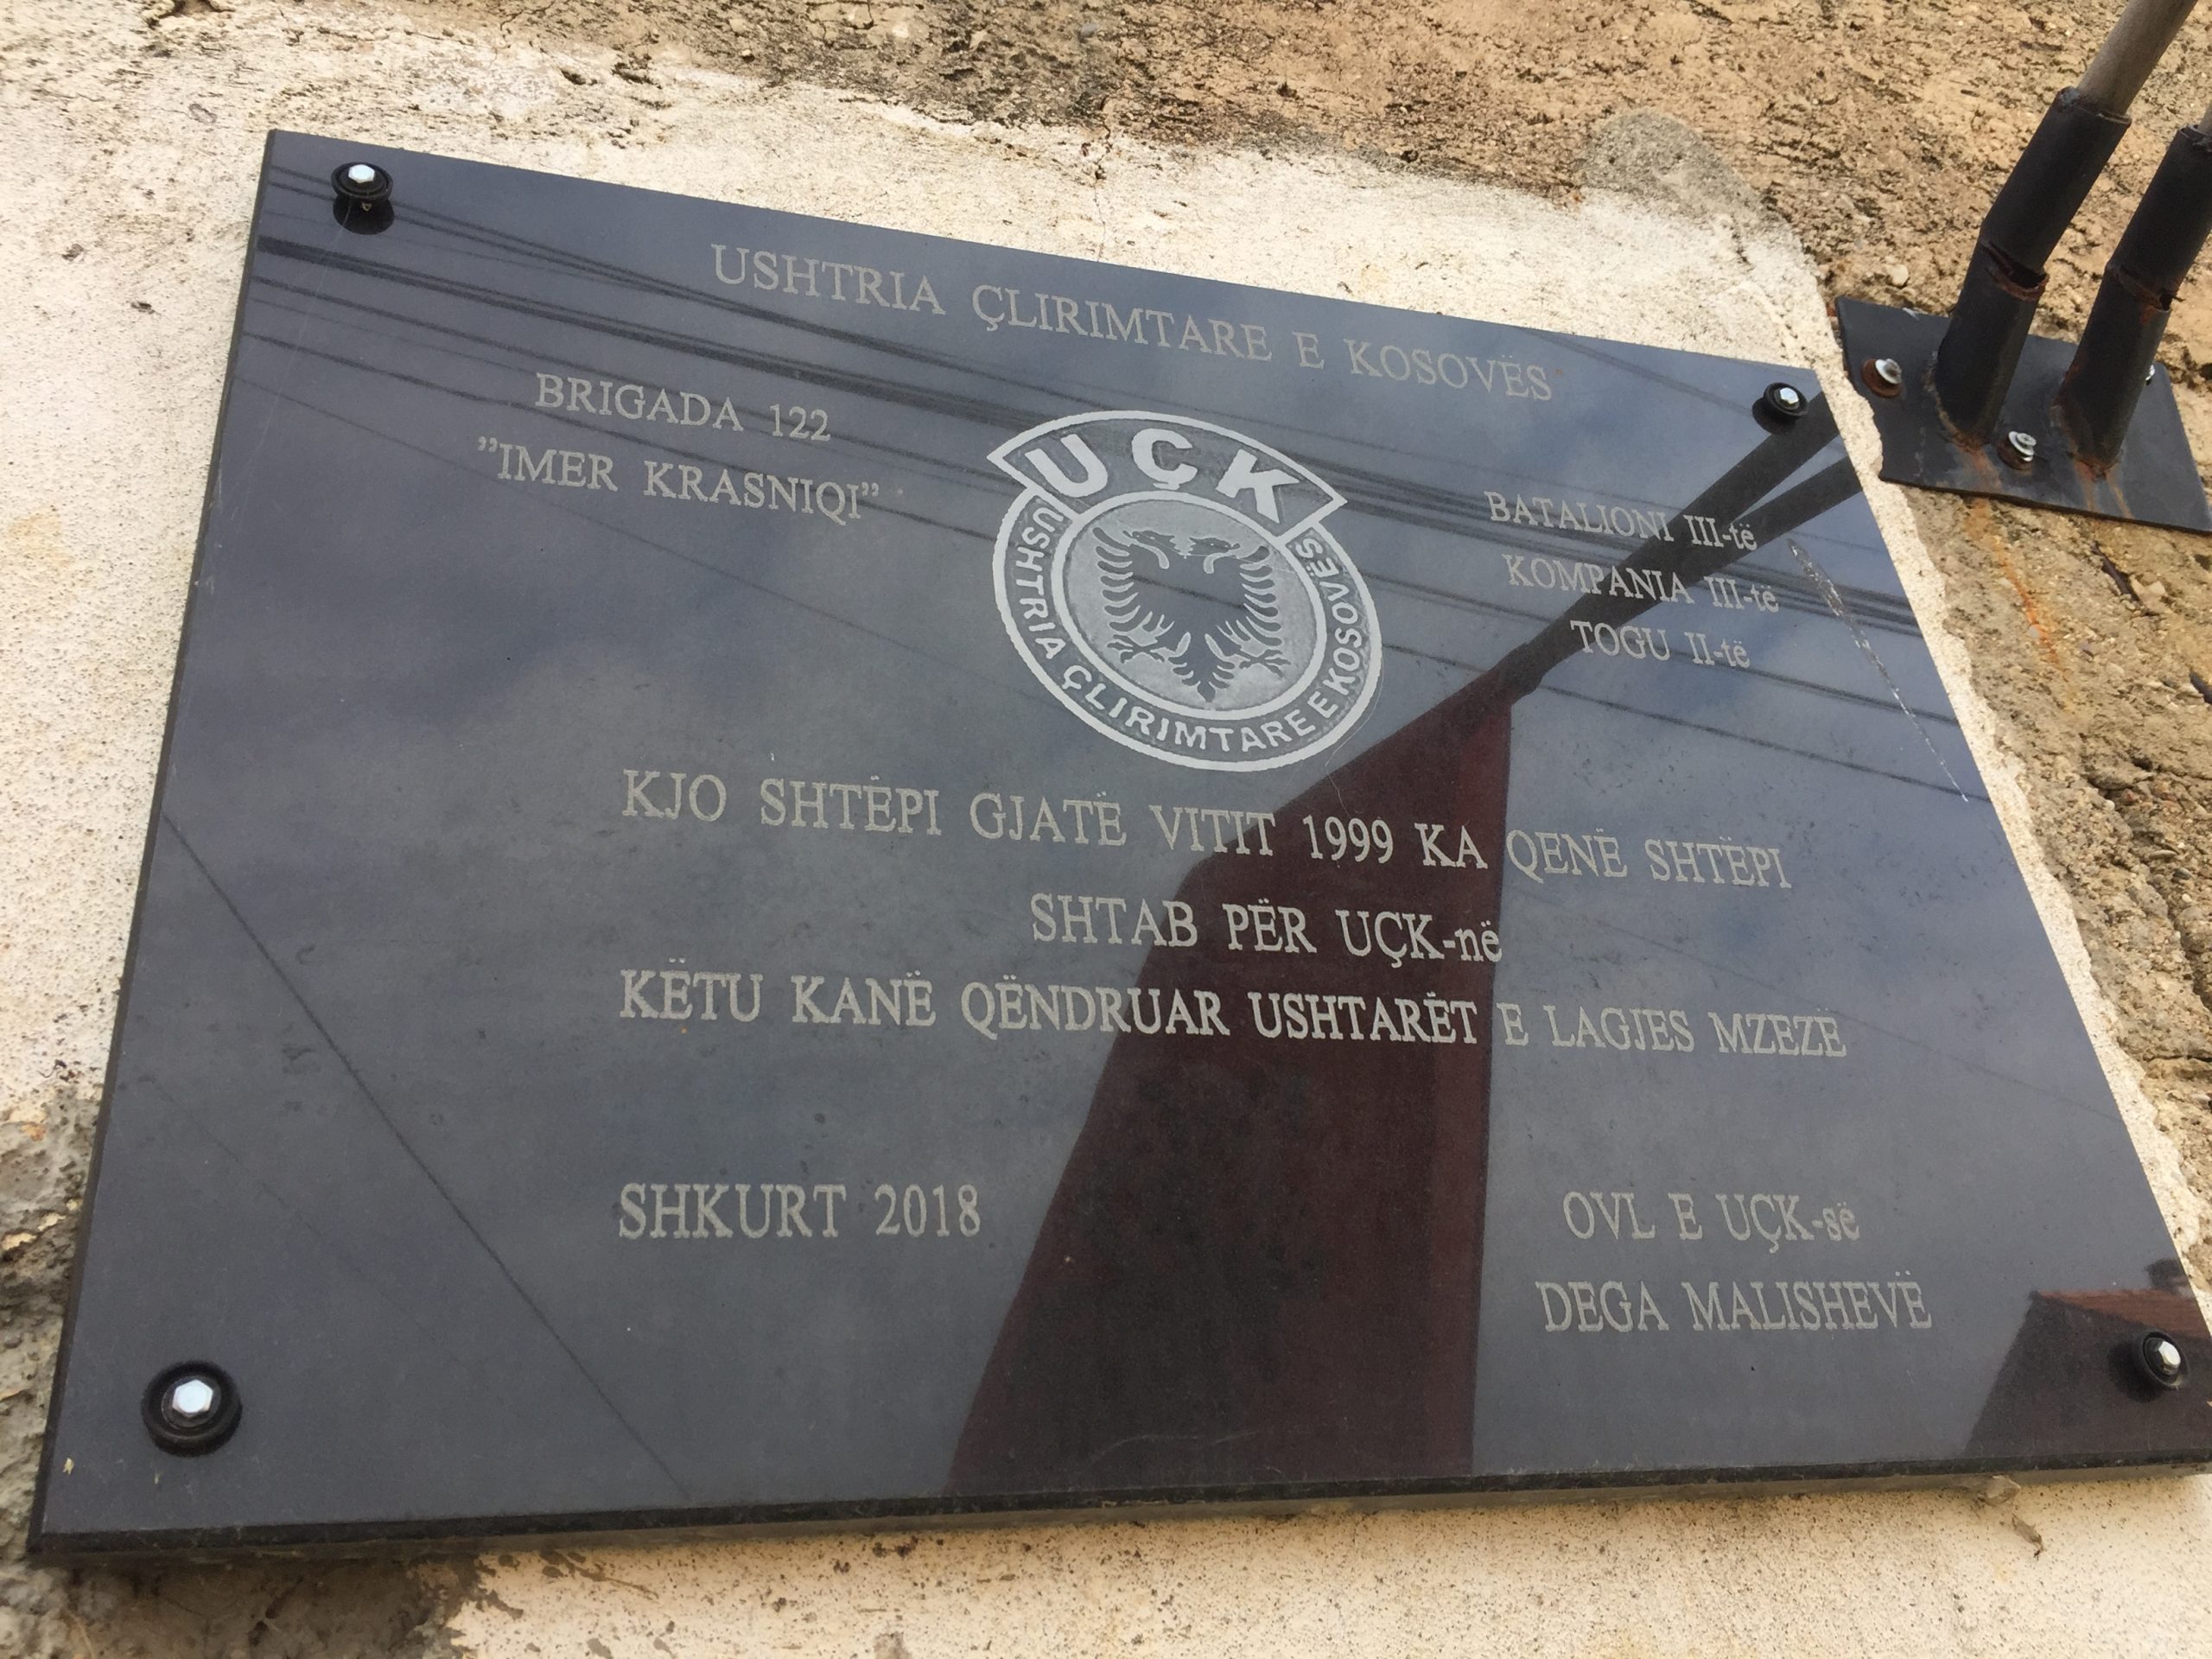 USHTRIA ÇLIRIMTARE E KOSOVËS
BRIGADA 122
”IMER KRASNIQI”
UÇK
USHTRIA ÇLIRIMTARE E KOSOVËS
BATALIONI III-të
KOMPANIA III-të
TOGU II-të
KJO SHTËPI GJATË VITIT 1999 KA QENË SHTËPI
SHTAB PËR UÇK-në
KËTU KANË QËNDRUAR USHTARËT E LAGJES MZEZË
SHKURT 2018
OVL E UÇK-së
DEGA MALISHEVË